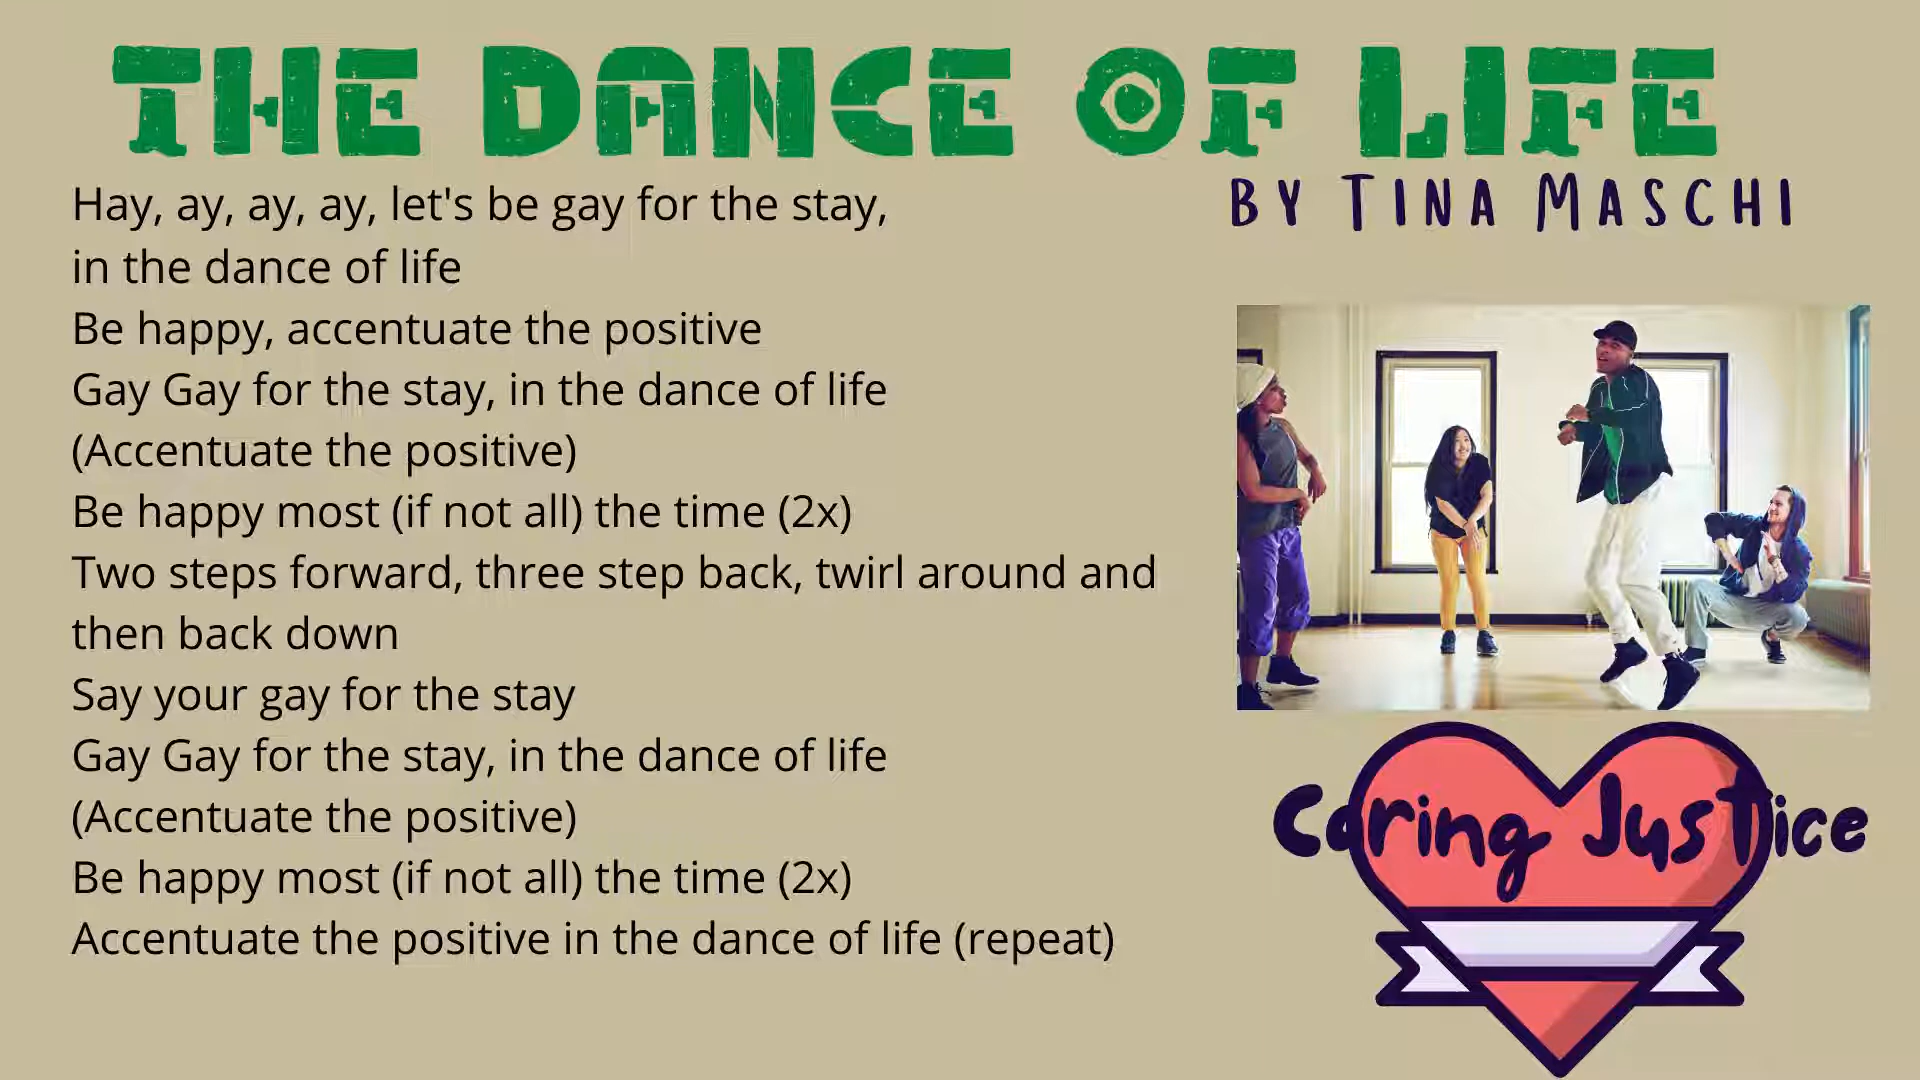 THE DANCE OF LIFE
BY TINA MASCHI
Hay, ay, ay, ay, let's be gay for the stay,
in the dance of life
Be happy, accentuate the positive
Gay Gay for the stay, in the dance of life
(Accentuate the positive)
Be happy most (if not all) the time (2x)
Two steps forward, three step back, twirl around and
then back down
Say your gay for the stay
Gay Gay for the stay, in the dance of life
(Accentuate the positive)
Be happy most (if not all) the time (2x)
Accentuate the positive in the dance of life (repeat)
Caring Justice